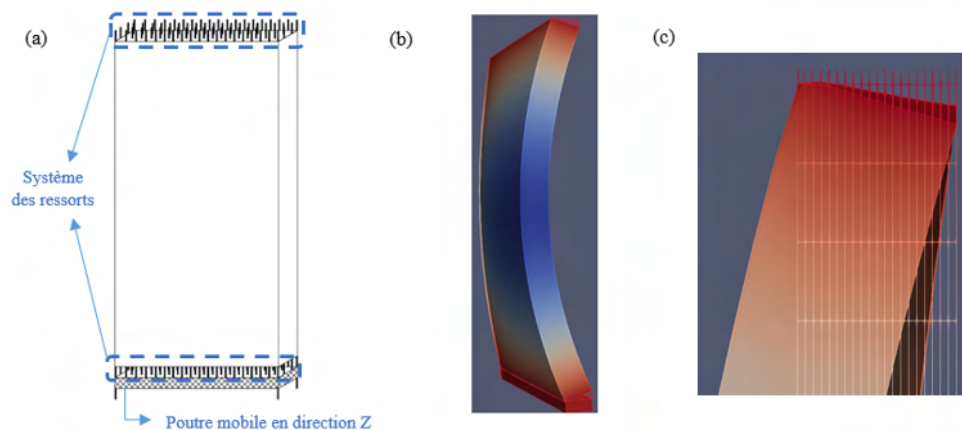 (a)
(b)
(c)
Système
des ressorts
Poutre mobile en direction Z